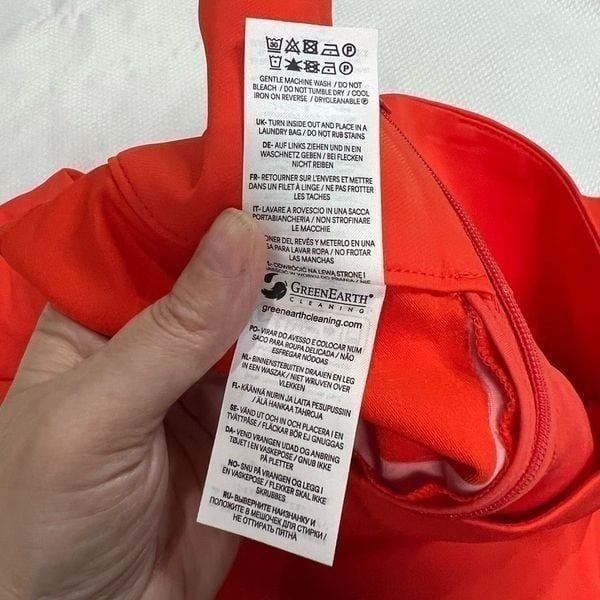 30 P
P
GENTLE MACHINE WASH / DO NOT
BLEACH / DO NOT TUMBLE DRY / COOL
IRON ON REVERSE / DRYCLEANABLE Ⓟ
UK- TURN INSIDE OUT AND PLACE IN A
LAUNDRY BAG / DO NOT RUB STAINS
DE- AUF LINKS ZIEHEN UND IN EIN
WASCHNETZ GEBEN / BEI FLECKEN
NICHT REIBEN
FR- RETOURNER SUR L'ENVERS ET METTRE
DANS UN FILET À LINGE / NE PAS FROTTER
LES TACHES
IT- LAVARE A ROVESCIO IN UNA SACCA
PORTABIANCHERIA / NON STROFINARE
LE MACCHIE
PONER DEL REVÉS Y METERLO EN UNA
PARA LAVAR ROPA / NO FROTAR
LAS MANCHAS
ODWRÓCIĆ NA LEWĄ STRONĘ I
GREENEARTH®
CLEANING
greenearthcleaning.com
PO- VIRAR DO AVESSO E COLOCAR NUM
SACO PARA ROUPA DELICADA / NÃO
ESFREGAR NÓDOAS
NL- BINNENSTEBUITEN DRAAIEN EN LEG
IN EEN WASZAK / NIET WRIJVEN OVER
VLEKKEN
FL- KÄÄNNÄ NURIN JA LAITA PESUPUSSIIN
/ ÄLÄ HANKAA TAHROJA
SE- VÄND UT OCH IN OCH PLACERA I EN
TVÄTTPÅSE / FLÄCKAR BÖR EJ GNUGGAS
DA- VEND VRANGEN UDAD OG ANBRING
TØJET I EN VASKEPOSE / GNUB IKKE
PÅ PLETTER
NO- SNU PÅ VRANGEN OG LEGG I
EN VASKEPOSE / FLEKKER SKAL IKKE
SKRUBBES
RU- ВЫВЕРНИТЕ НАИЗНАНКУ И
ПОЛОЖИТЕ В МЕШОЧЕК ДЛЯ СТИРКИ /
НЕ ОТТИРАТЬ ПЯТНА